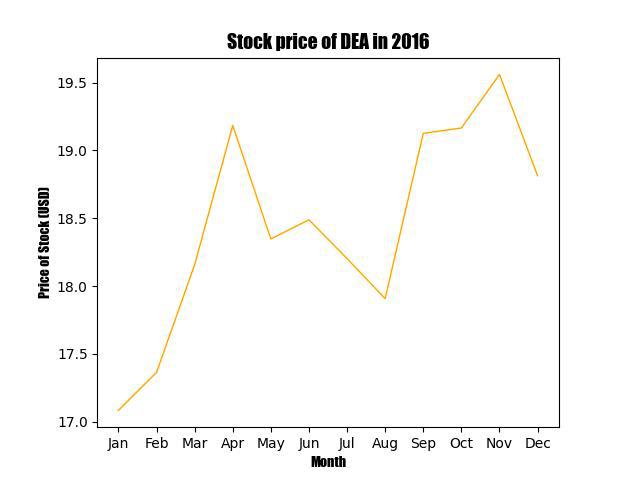 Stock price of DEA in 2016
Price of Stock (USD)
19.5
19.0
18.5
18.0
17.5
17.0
Jan Feb Mar Apr May Jun Jul Aug Sep Oct Nov Dec
Month